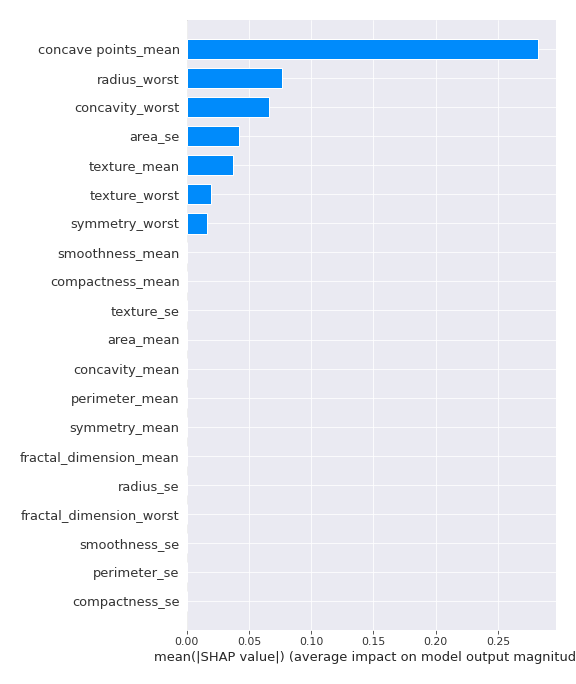 concave points_mean
radius_worst
concavity_worst
area_se
texture_mean
texture_worst
symmetry_worst
smoothness_mean
compactness_mean
texture_se
area_mean
concavity_mean
perimeter_mean
symmetry_mean
fractal_dimension_mean
radius_se
fractal_dimension_worst
smoothness_se
perimeter_se
compactness_se
0.00 0.05 0.10 0.15 0.20 0.25
mean(|SHAP value|) (average impact on model output magnitud